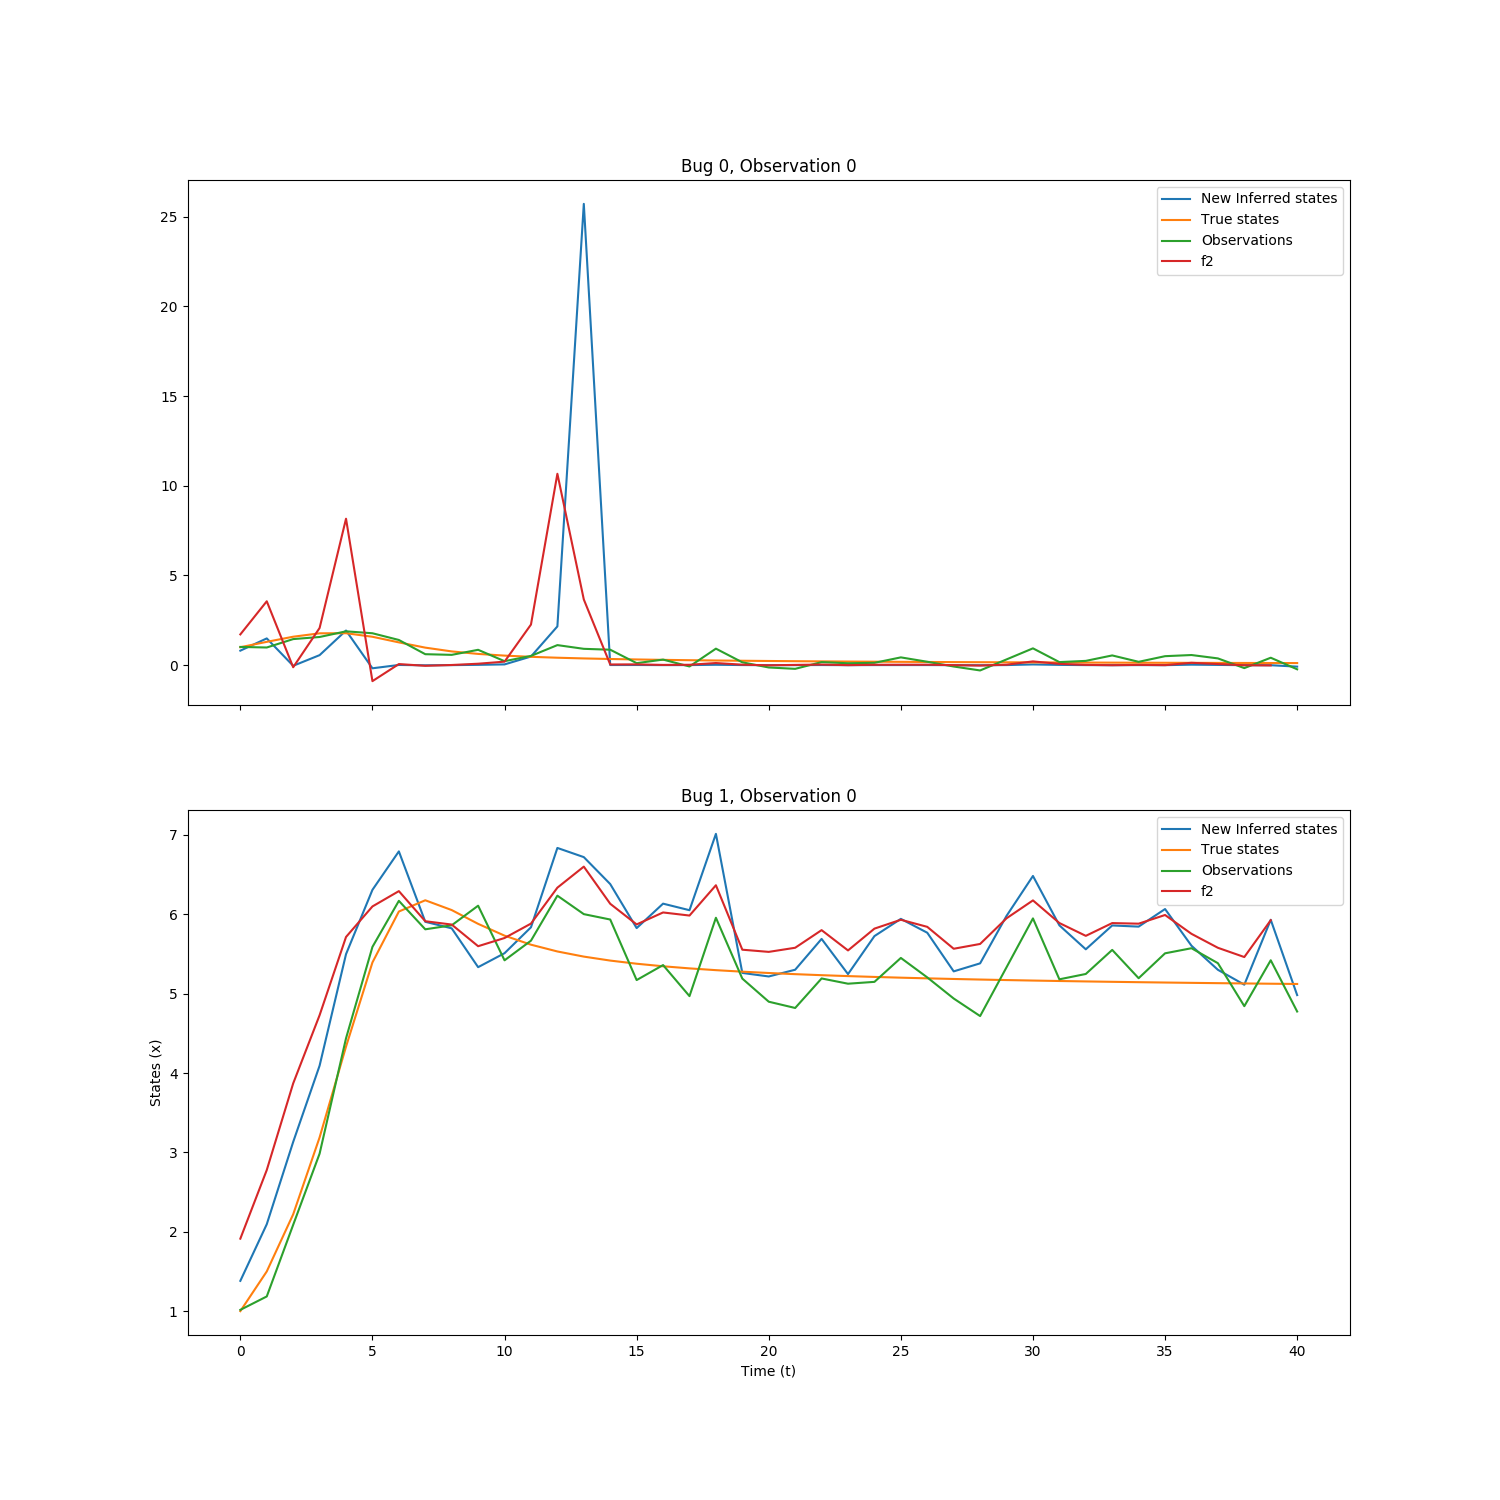 Bug 0, Observation 0
New Inferred states
True states
Observations
f2
25
20
15
10
5
0
Bug 1, Observation 0
New Inferred states
True states
Observations
f2
7
6
5
4
3
2
1
States (x)
0 5 10 15 20 25 30 35 40
Time (t)